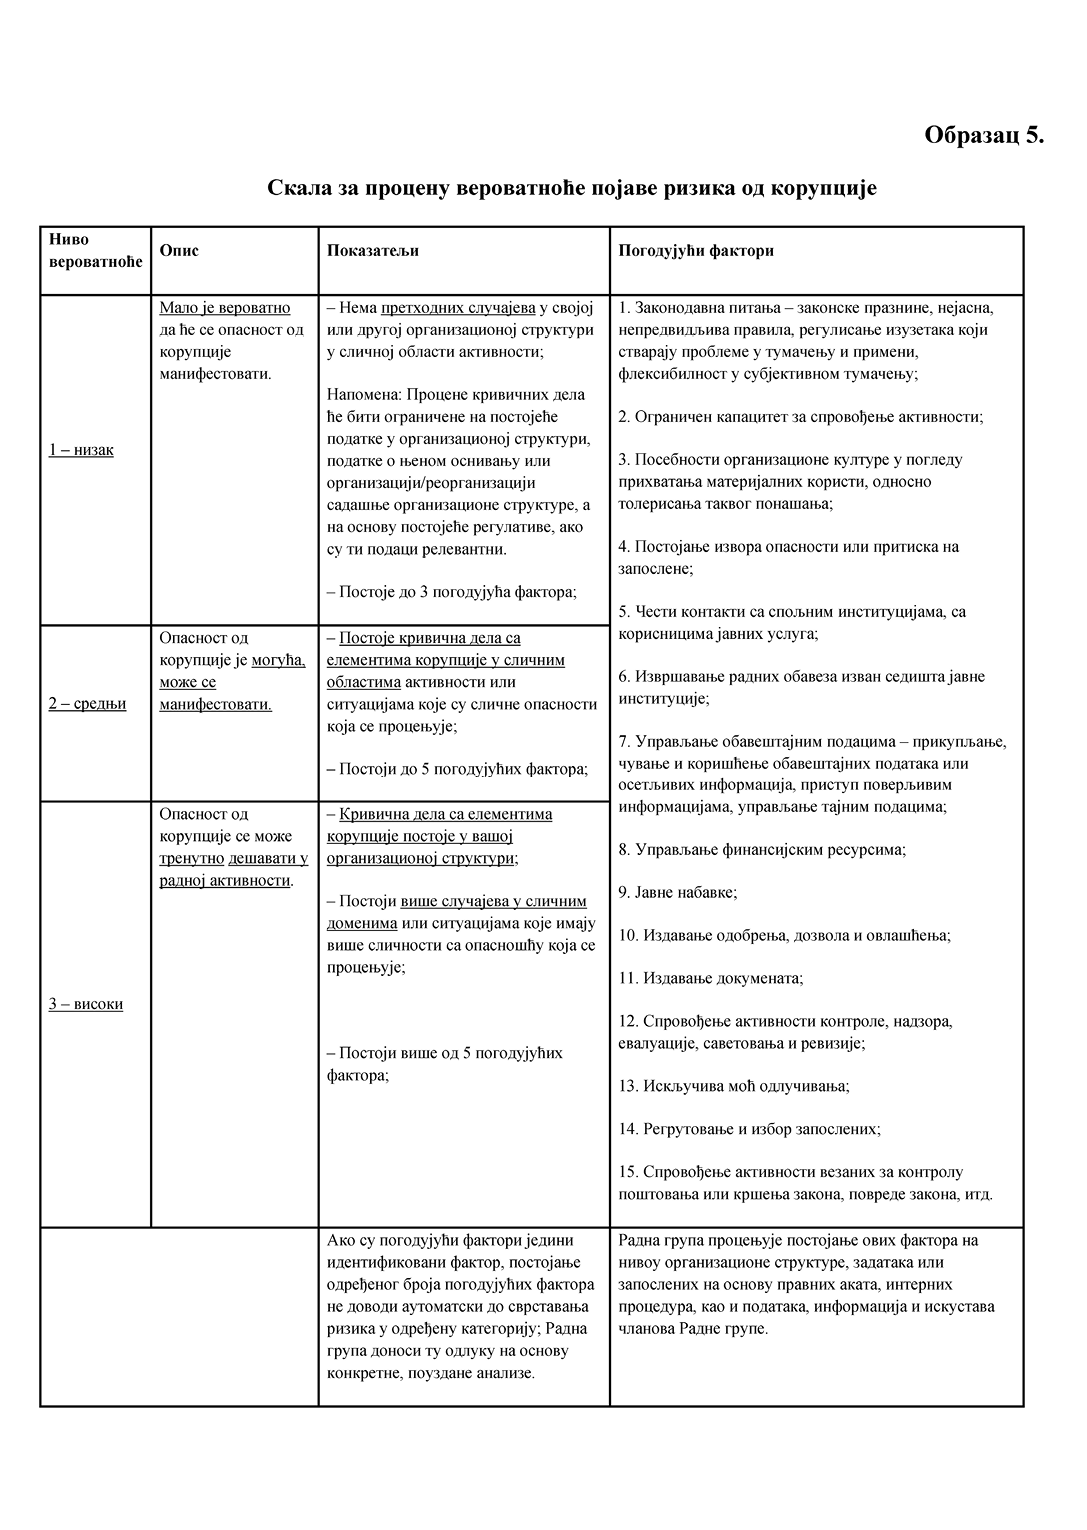 Образац 5.
Скала за процену вероватноће појаве ризика од корупције
Ниво
вероватноће
Опис
Показатељи
Погодујући фактори
1 – низак
Мало је вероватно
да ће се опасност од
корупције
манифестовати.
– Нема претходних случајева у својој
или другој организационој структури
у сличној области активности;
Напомена: Процене кривичних дела
ће бити ограничене на постојеће
податке у организационој структури,
податке о њеном оснивању или
организацији/реорганизацији
садашње организационе структуре, а
на основу постојеће регулативе, ако
су ти подаци релевантни.
– Постоје до 3 погодујућа фактора;
2 – средњи
Опасност од
корупције је могућа,
може се
манифестовати.
– Постоје кривична дела са
елементима корупције у сличним
областима активности или
ситуацијама које су сличне опасности
која се процењује;
– Постоји до 5 погодујућих фактора;
3 – високи
Опасност од
корупције се може
тренутно дешавати у
радној активности.
– Кривична дела са елементима
корупције постоје у вашој
организационој структури;
– Постоји више случајева у сличним
доменима или ситуацијама које имају
више сличности са опасношћу која се
процењује;
– Постоји више од 5 погодујућих
фактора;
1. Законодавна питања – законске празнине, нејасна,
непредвидљива правила, регулисање изузетака који
стварају проблеме у тумачењу и примени,
флексибилност у субјективном тумачењу;
2. Ограничен капацитет за спровођење активности;
3. Посебности организационе културе у погледу
прихватања материјалних користи, односно
толерисања таквог понашања;
4. Постојање извора опасности или притиска на
запослене;
5. Чести контакти са спољним институцијама, са
корисницима јавних услуга;
6. Извршавање радних обавеза изван седишта јавне
институције;
7. Управљање обавештајним подацима – прикупљање,
чување и коришћење обавештајних података или
осетљивих информација, приступ поверљивим
информацијама, управљање тајним подацима;
8. Управљање финансијским ресурсима;
9. Јавне набавке;
10. Издавање одобрења, дозвола и овлашћења;
11. Издавање докумената;
12. Спровођење активности контроле, надзора,
евалуације, саветовања и ревизије;
13. Искључива моћ одлучивања;
14. Регрутовање и избор запослених;
15. Спровођење активности везаних за контролу
поштовања или кршења закона, повреде закона, итд.
Ако су погодујући фактори једини
идентификовани фактор, постојање
одређеног броја погодујућих фактора
не доводи аутоматски до сврставања
ризика у одређену категорију; Радна
група доноси ту одлуку на основу
конкретне, поуздане анализе.
Радна група процењује постојање ових фактора на
нивоу организационе структуре, задатака или
запослених на основу правних аката, интерних
процедура, као и података, информација и искустава
чланова Радне групе.